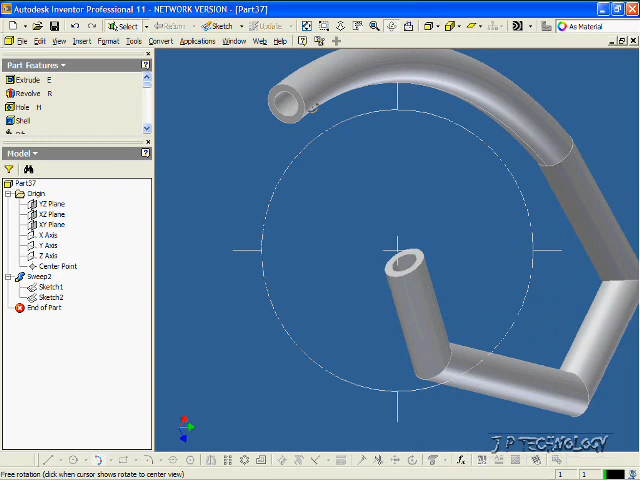 Autodesk Inventor Professional 11 - NETWORK VERSION - [Part37]
Select
Return
Sketch
Update
As Material
File Edit View Insert Format Tools Convert Applications Window Web Help
Part Features
Extrude E
Revolve R
Hole H
Shell
Model
Part37
Origin
YZ Plane
XZ Plane
XY Plane
X Axis
Y Axis
Z Axis
Center Point
Sweep2
Sketch1
Sketch2
End of Part
JP TECHNOLOGY
Free rotation (click when cursor shows rotate to center view)
1 1